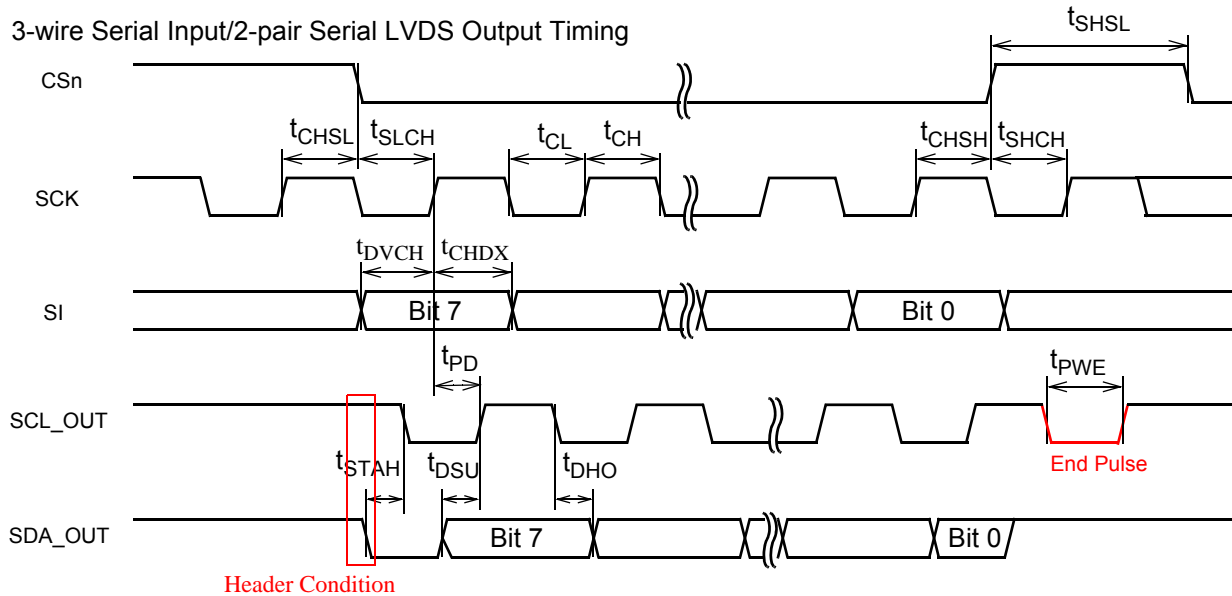 3-wire Serial Input/2-pair Serial LVDS Output Timing
tSHSL
CSn
tCHSL tSLCH tCL tCH tCHSH tSHCH
SCK
tDVCH tCHDX
SI
Bit 7
Bit 0
tPD
tPWE
SCL_OUT
tSTAH tDSU tDHO
End Pulse
SDA_OUT
Bit 7
Bit 0
Header Condition